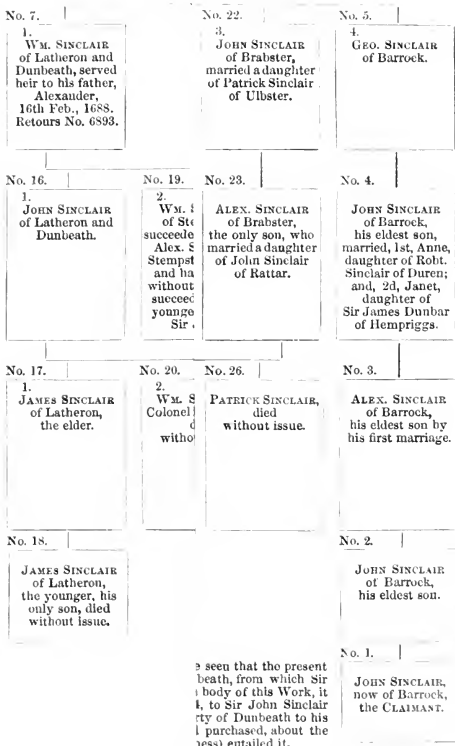 No. 7.
1.
WM. SINCLAIR
of Latheron and
Dunbeath, served
heir to his father,
Alexander,
16th Feb., 1688.
Retours No. 6893.
No. 22.
3.
JOHN SINCLAIR
of Brabster,
married a daughter
of Patrick Sinclair
of Ulbster.
No. 5.
4.
GEO. SINCLAIR
of Barrock.
No. 16.
1.
JOHN SINCLAIR
of Latheron and
Dunbeath.
No. 19.
2.
WM.
of
Alex.
and
without
Sir
No. 23.
ALEX. SINCLAIR
of Brabster,
the only son, who
married a daughter
of John Sinclair
of Rattar.
No. 4.
JOHN SINCLAIR
of Barrock,
his eldest son,
married, 1st, Anne,
daughter of Robt.
Sinclair of Duren;
and, 2d, Janet,
daughter of
Sir James Dunbar
of Hempriggs.
No. 17.
1.
JAMES SINCLAIR
of Latheron,
the elder.
No. 20.
2.
WM. S
Colonel
No. 26.
PATRICK SINCLAIR,
died
without issue.
No. 3.
ALEX. SINCLAIR
of Barrock,
his eldest son by
his first marriage.
No. 18.
JAMES SINCLAIR
of Latheron,
the younger, his
only son, died
without issue.
No. 2.
JOHN SINCLAIR
of Barrock,
his eldest son.
No. 1.
JOHN SINCLAIR,
now of Barrock,
the CLAIMANT.
seen that the present
beath, from which Sir
body of this Work, it
to Sir John Sinclair
rty of Dunbeath to his
purchased, about the
ness) entailed it.